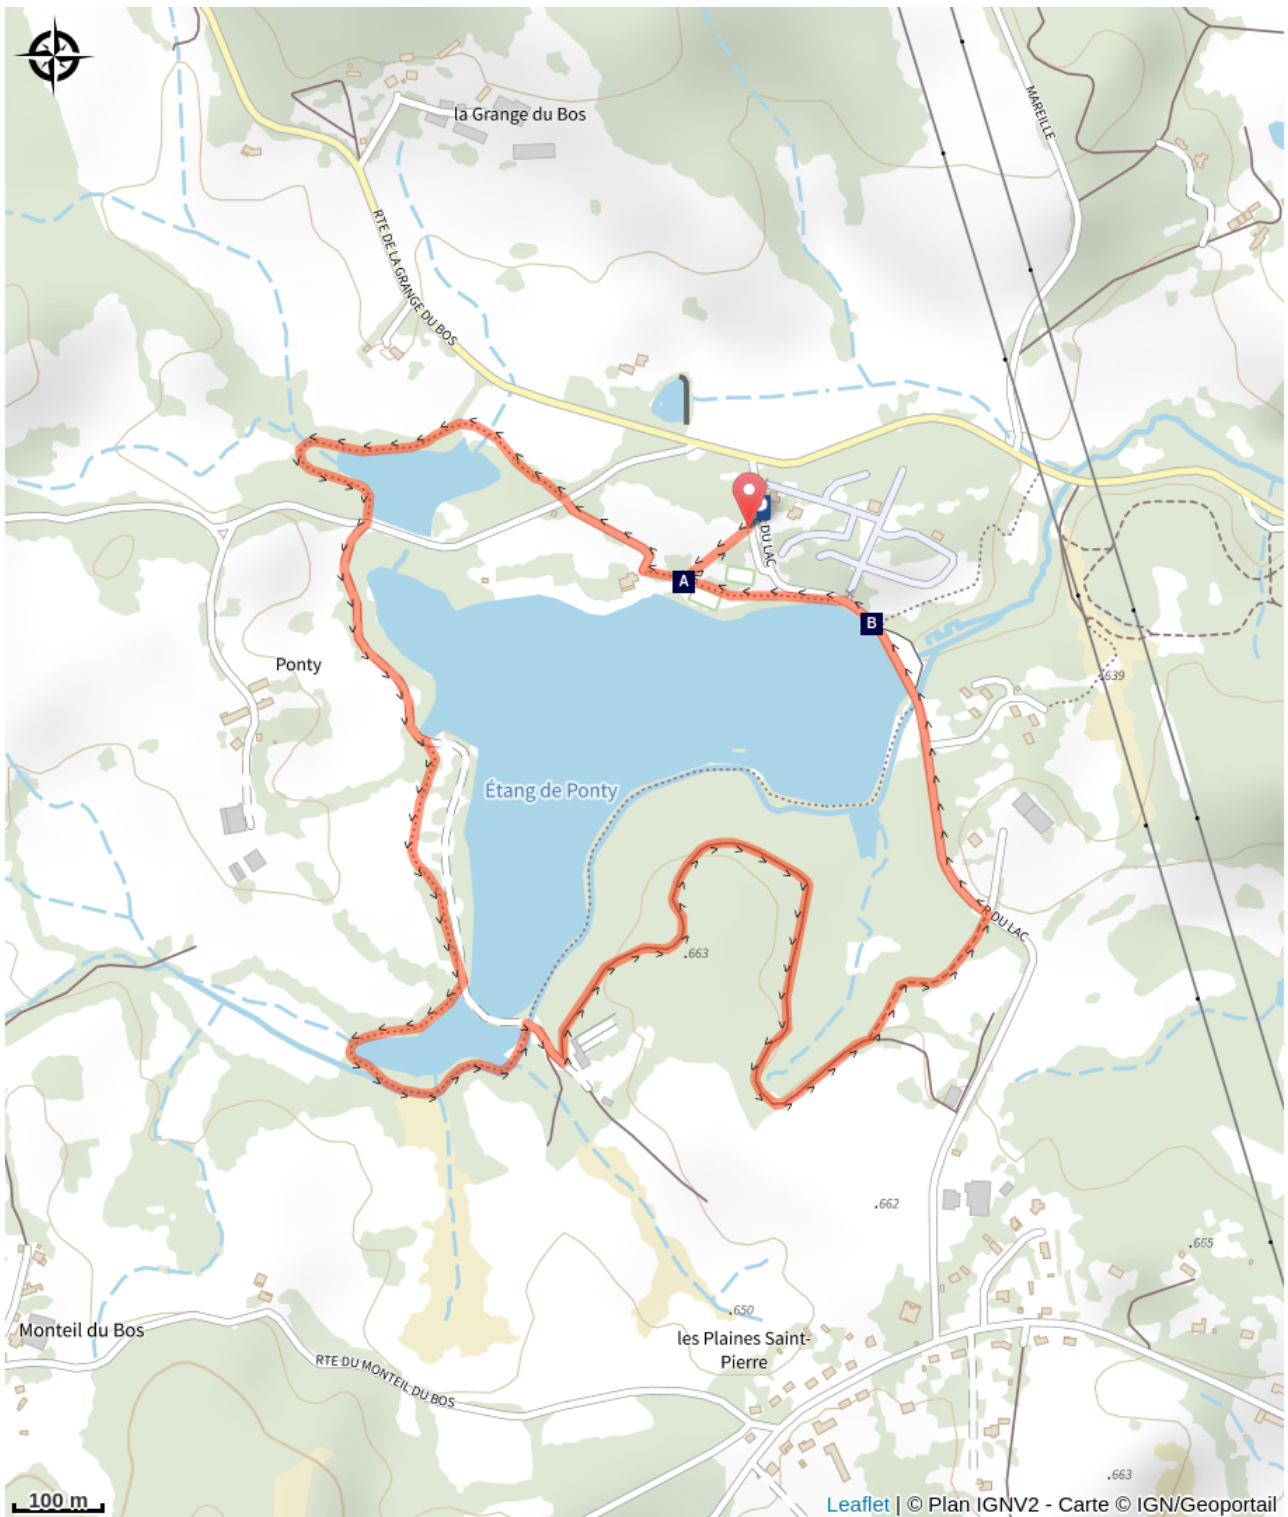 MAREILLE
la Grange du Bos
RTE DE LA GRANGE DU BOS
DU LAC
A
B
Ponty
639
Étang de Ponty
R DU LAC
.663
.662
.665
.650
Monteil du Bos
les Plaines Saint-
Pierre
RTE DU MONTEIL DU BOS
.663
100 m
Leaflet | © Plan IGNV2 - Carte © IGN/Geoportail